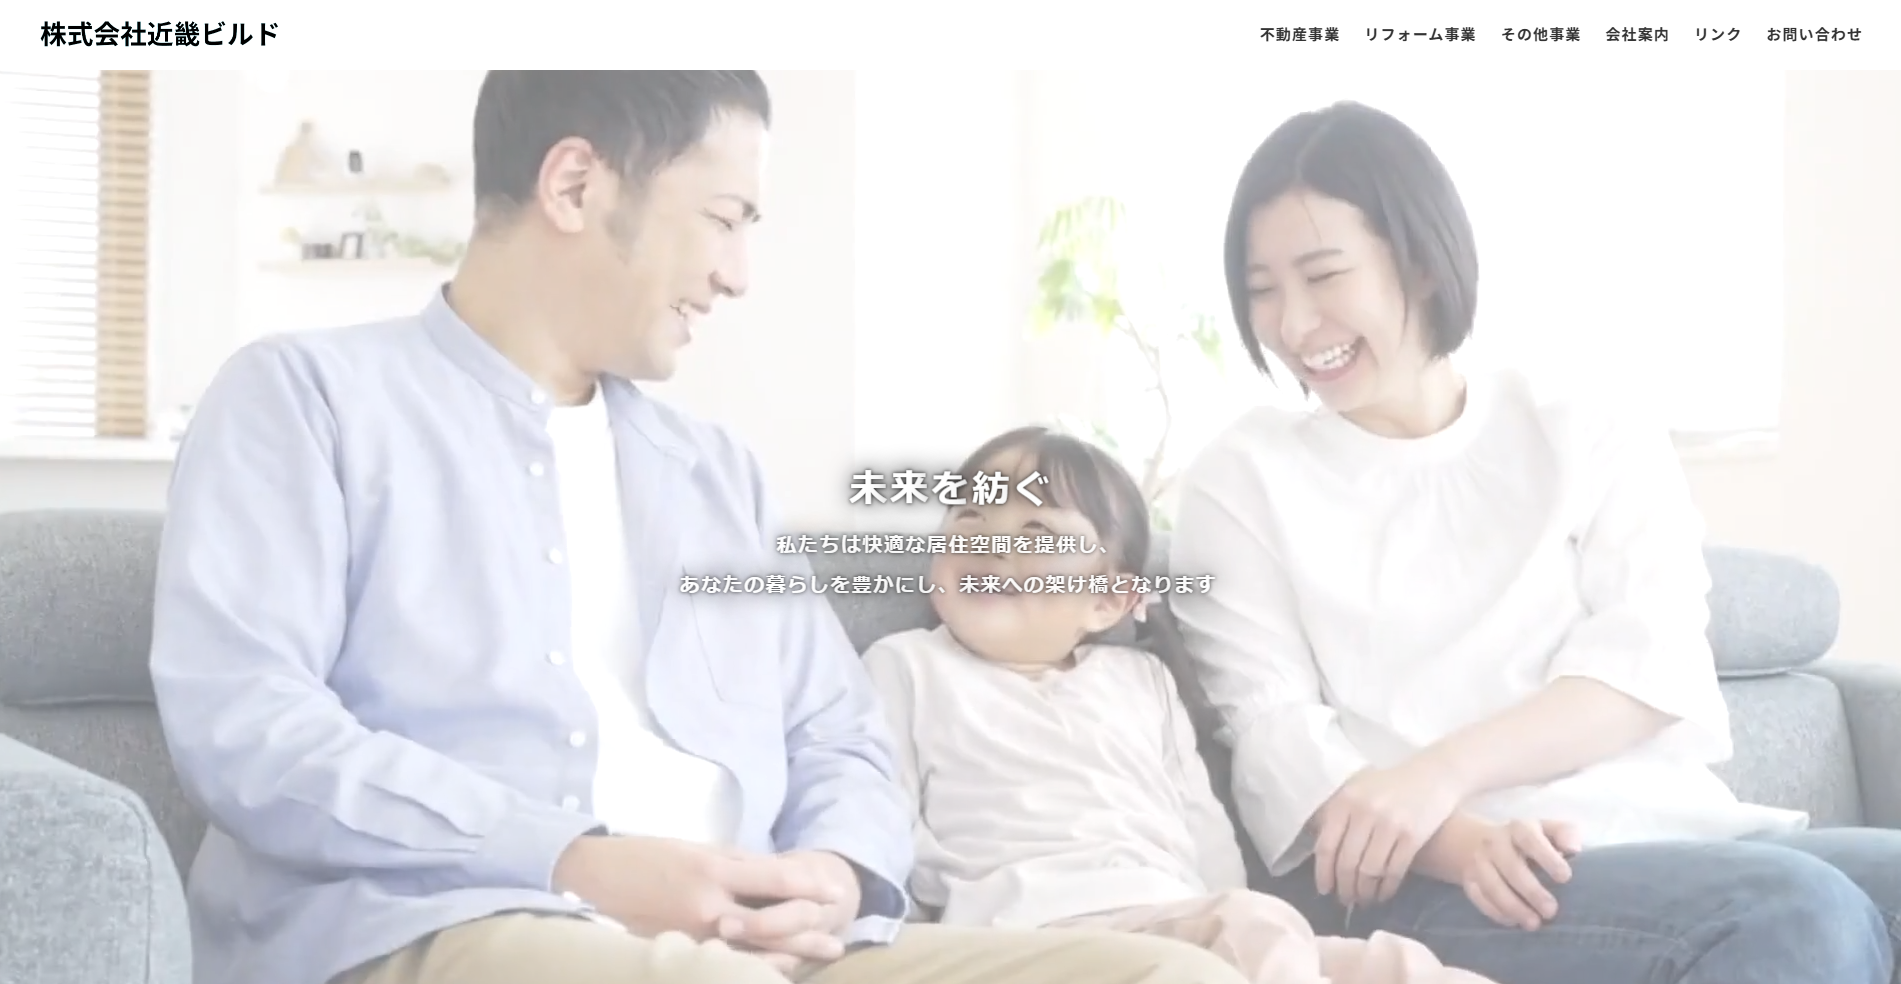 株式会社近畿ビルド
不動産事業 リフォーム事業 その他事業 会社案内 リンク お問い合わせ
未来を紡ぐ
私たちは快適な居住空間を提供し、
あなたの暮らしを豊かにし、未来への架け橋となります